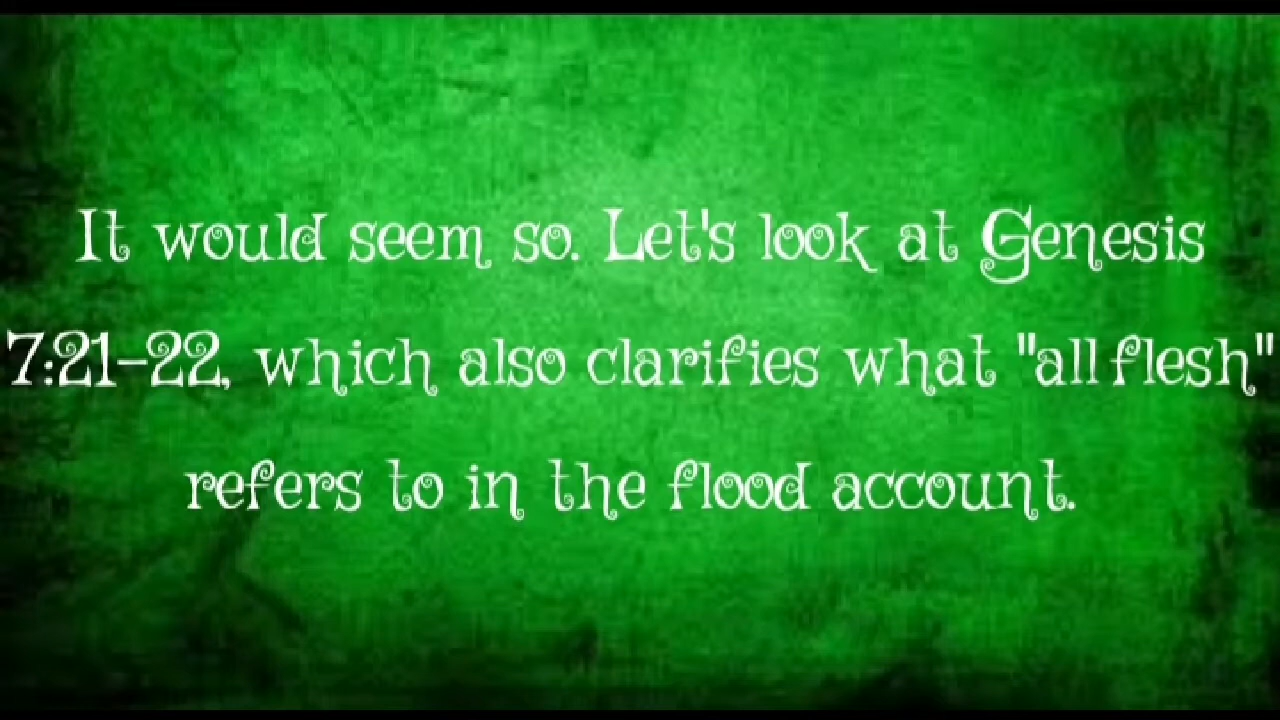 It would seem so. Let's look at Genesis
7:21-22, which also clarifies what "all flesh"
refers to in the flood account.